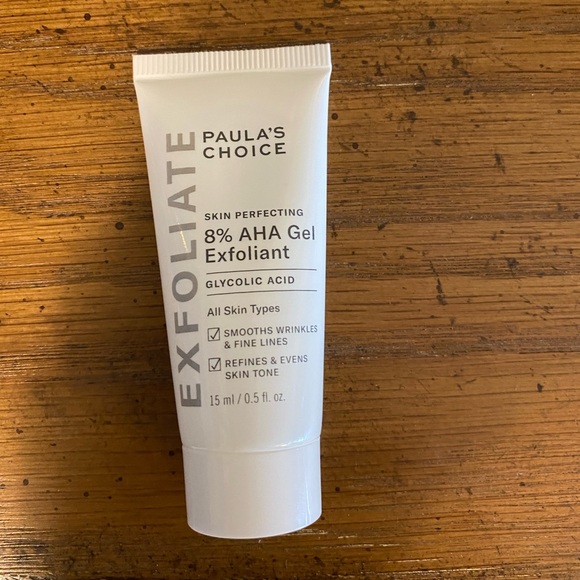 EXFOLIATE
PAULA'S
CHOICE
SKIN PERFECTING
8% AHA Gel
Exfoliant
GLYCOLIC ACID
All Skin Types
☑ SMOOTHS WRINKLES
& FINE LINES
☑ REFINES & EVENS
SKIN TONE
15 ml / 0.5 fl. oz.